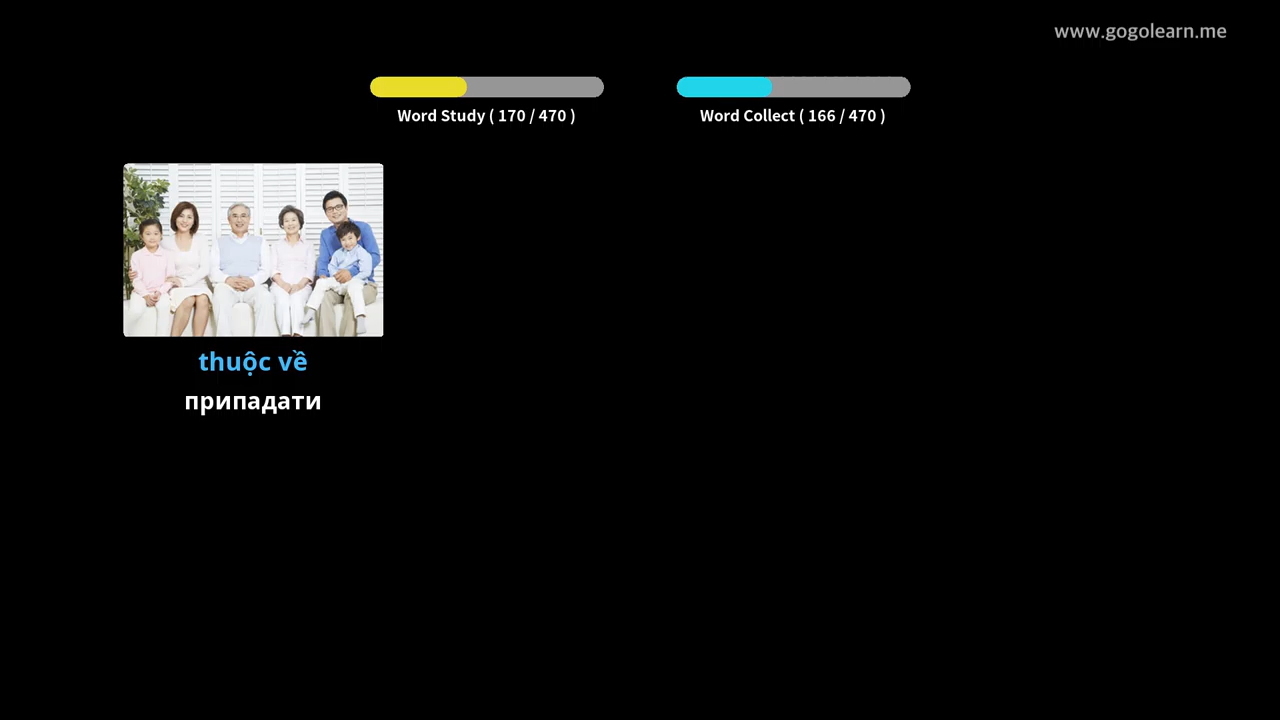 www.gogolearn.me
Word Study ( 170 / 470 )
Word Collect ( 166 / 470 )
thuộc về
припадати